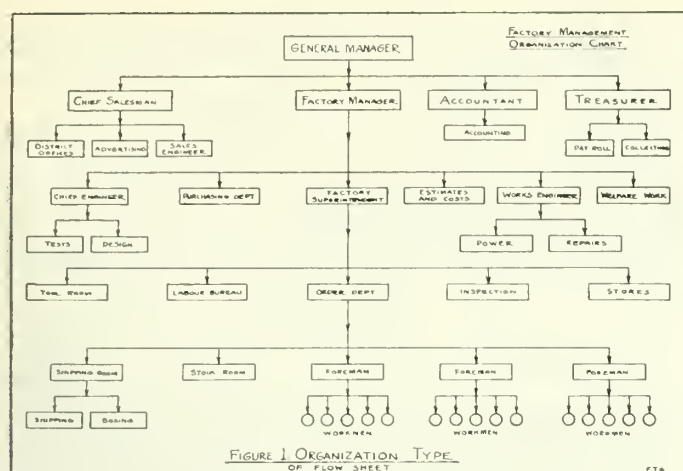 FACTORY MANAGEMENT
ORGANIZATION CHART
GENERAL MANAGER
CHIEF SALESMAN
FACTORY MANAGER
ACCOUNTANT
TREASURER
DISTRICT
OFFICES
ADVERTISING
SALES
ENGINEER
ACCOUNTING
PAY ROLL
COLLECTING
CHIEF ENGINEER
PURCHASING DEPT
FACTORY
SUPERINTENDENT
ESTIMATES
AND COSTS
WORKS ENGINEER
WELFARE WORK
TESTS
DESIGN
POWER
REPAIRS
TOOL ROOM
LABOUR BUREAU
ORDER DEPT
INSPECTION
STORES
SHIPPING ROOM
STOCK ROOM
FOREMAN
FOREMAN
FOREMAN
SHIPPING
BOXING
WORKMEN
WORKMEN
WORKMEN
FIGURE 1 ORGANIZATION TYPE
OF FLOW SHEET